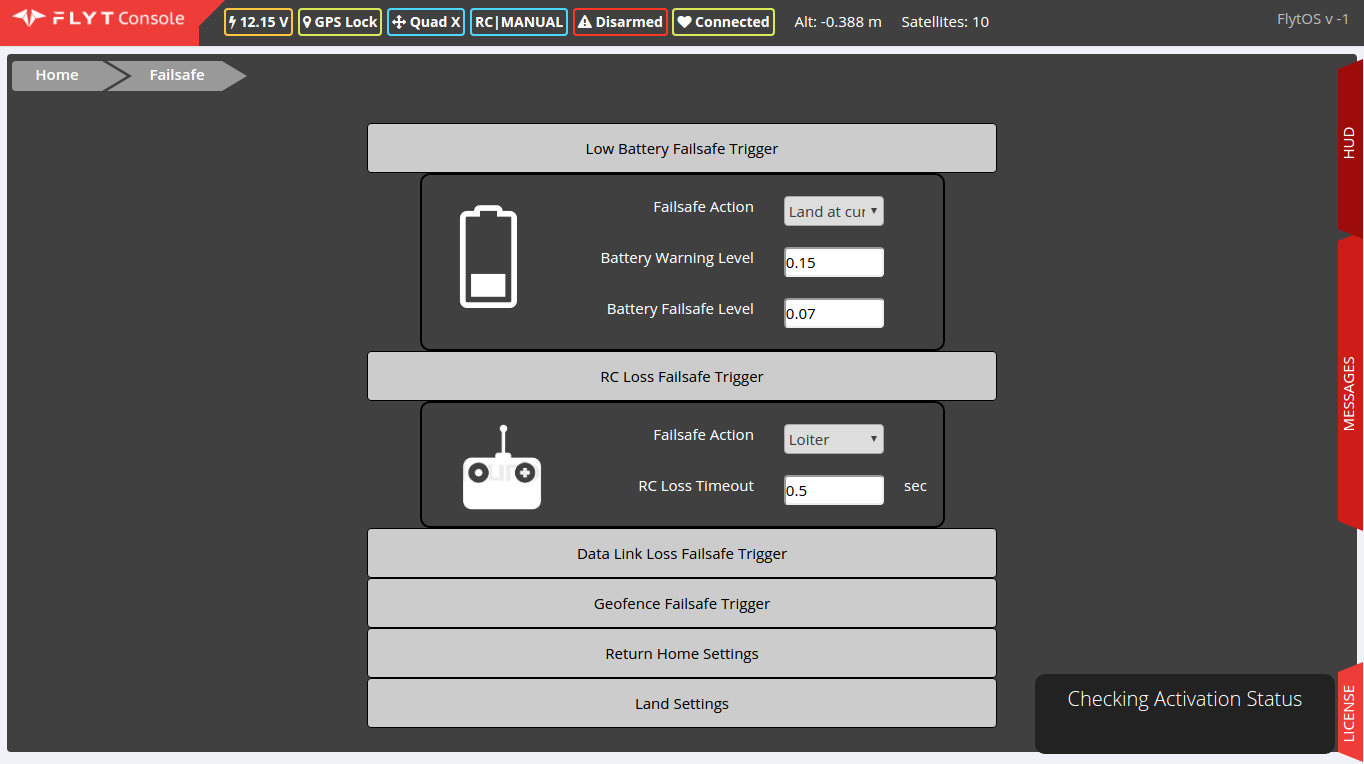 FLYT Console
12.15 V
GPS Lock
Quad X
RC|MANUAL
Disarmed
Connected
Alt: -0.388 m
Satellites: 10
FlytOS v -1
Home
Failsafe
Low Battery Failsafe Trigger
Failsafe Action
Land at cur
Battery Warning Level
0.15
Battery Failsafe Level
0.07
RC Loss Failsafe Trigger
Failsafe Action
Loiter
RC Loss Timeout
0.5
sec
Data Link Loss Failsafe Trigger
Geofence Failsafe Trigger
Return Home Settings
Land Settings
HUD
MESSAGES
LICENSE
Checking Activation Status